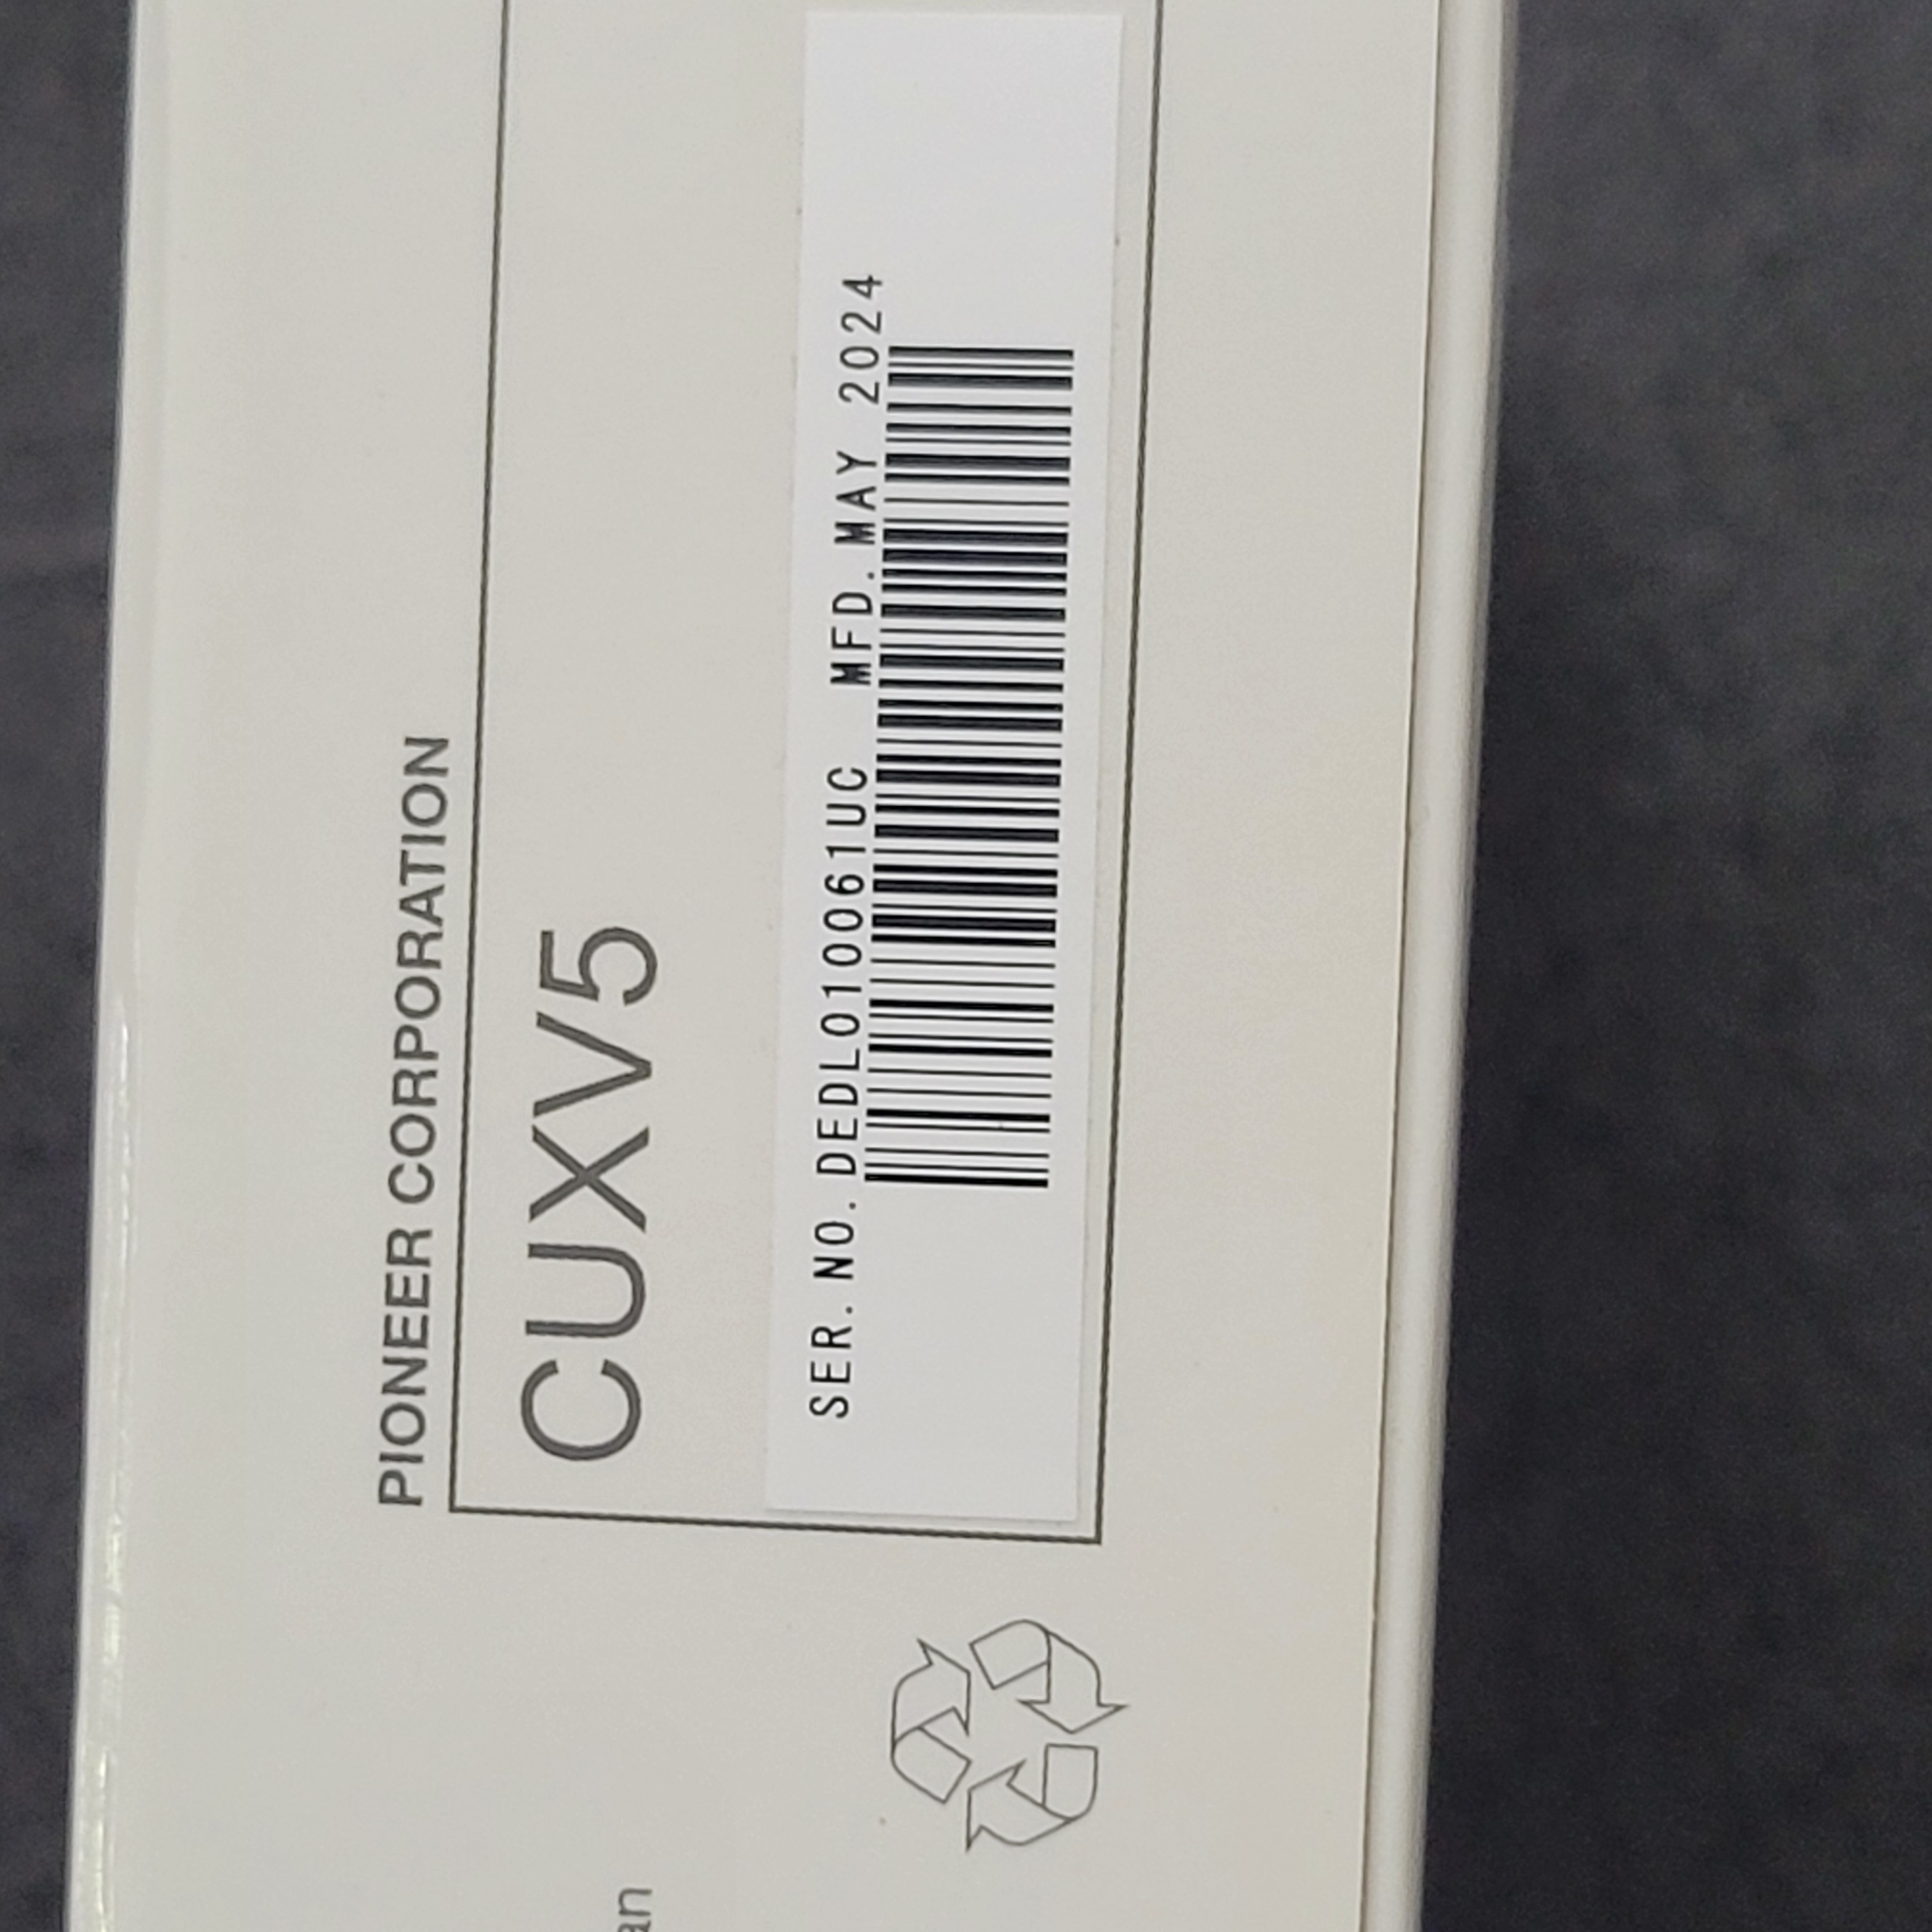 PIONEER CORPORATION
CUXV5
SER.NO.DEDL010061UC MFD.MAY 2024